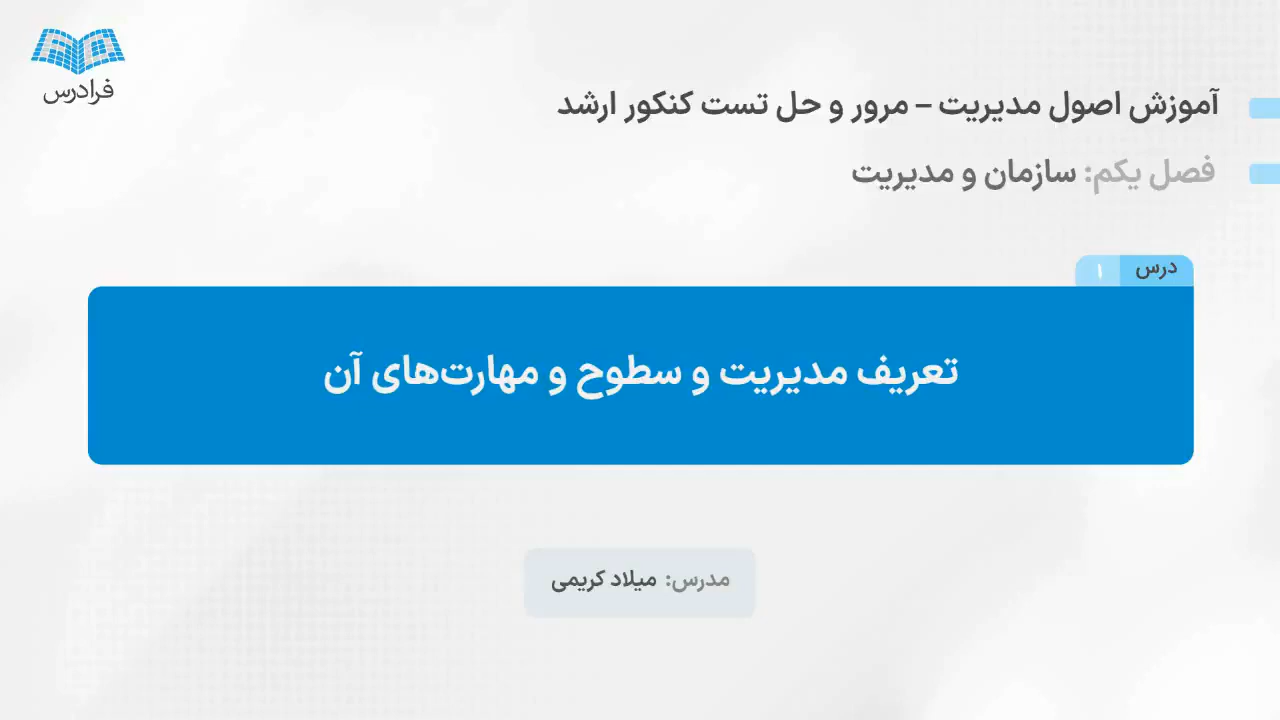 فرادرس
آموزش اصول مدیریت – مرور و حل تست کنکور ارشد
فصل یکم: سازمان و مدیریت
درس ۱
تعریف مدیریت و سطوح و مهارت‌های آن
مدرس: میلاد کریمی